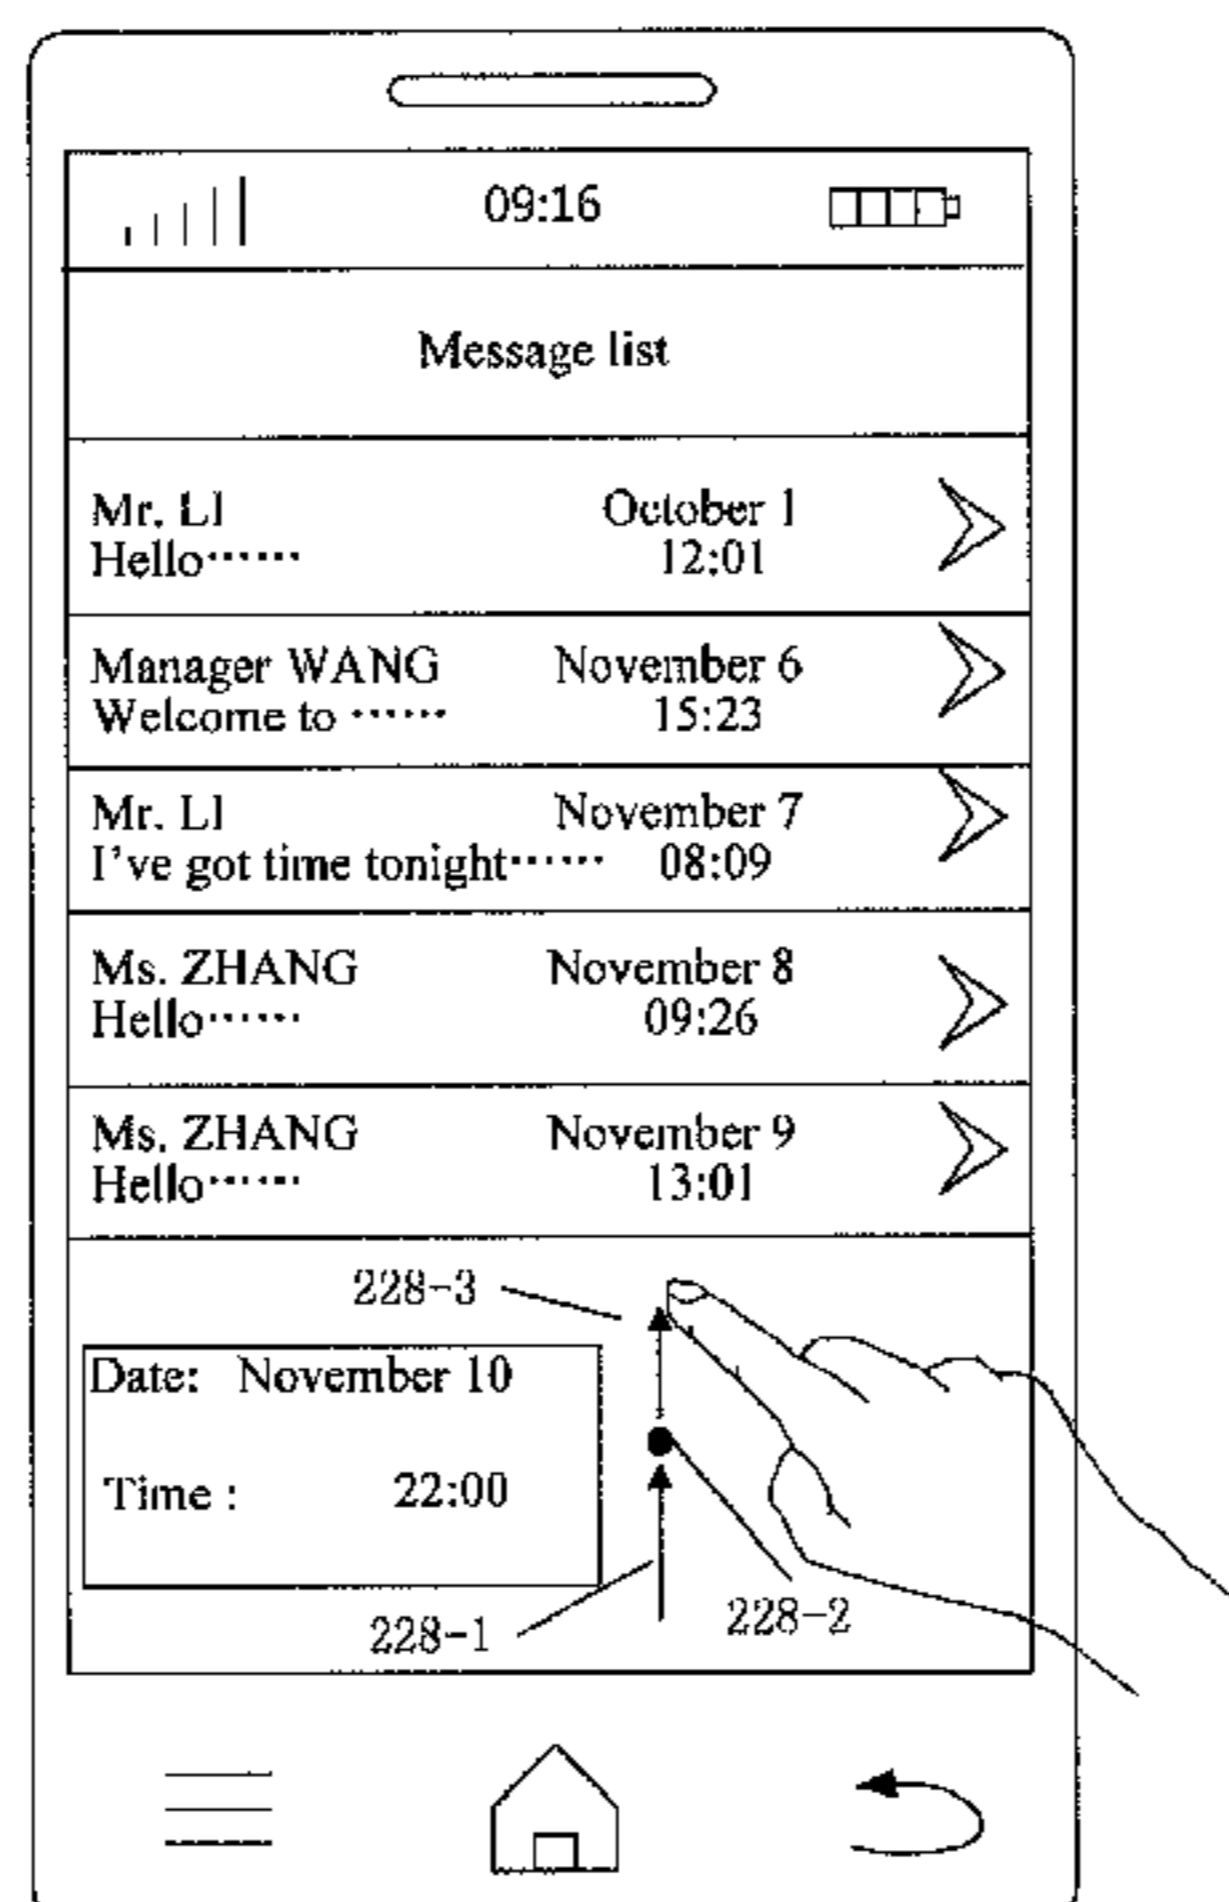 09:16
Message list
Mr. LI October 1
Hello······ 12:01
Manager WANG November 6
Welcome to ······ 15:23
Mr. LI November 7
I've got time tonight······ 08:09
Ms. ZHANG November 8
Hello······ 09:26
Ms. ZHANG November 9
Hello······ 13:01
228-3
Date: November 10
Time : 22:00
228-1 228-2